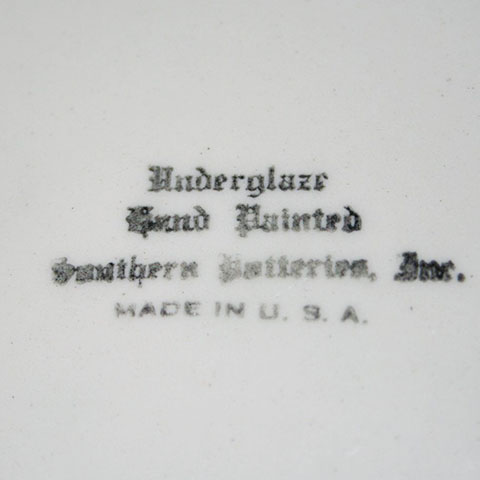 Underglaze
Hand Painted
Southern Potteries, Inc.
MADE IN U. S. A.